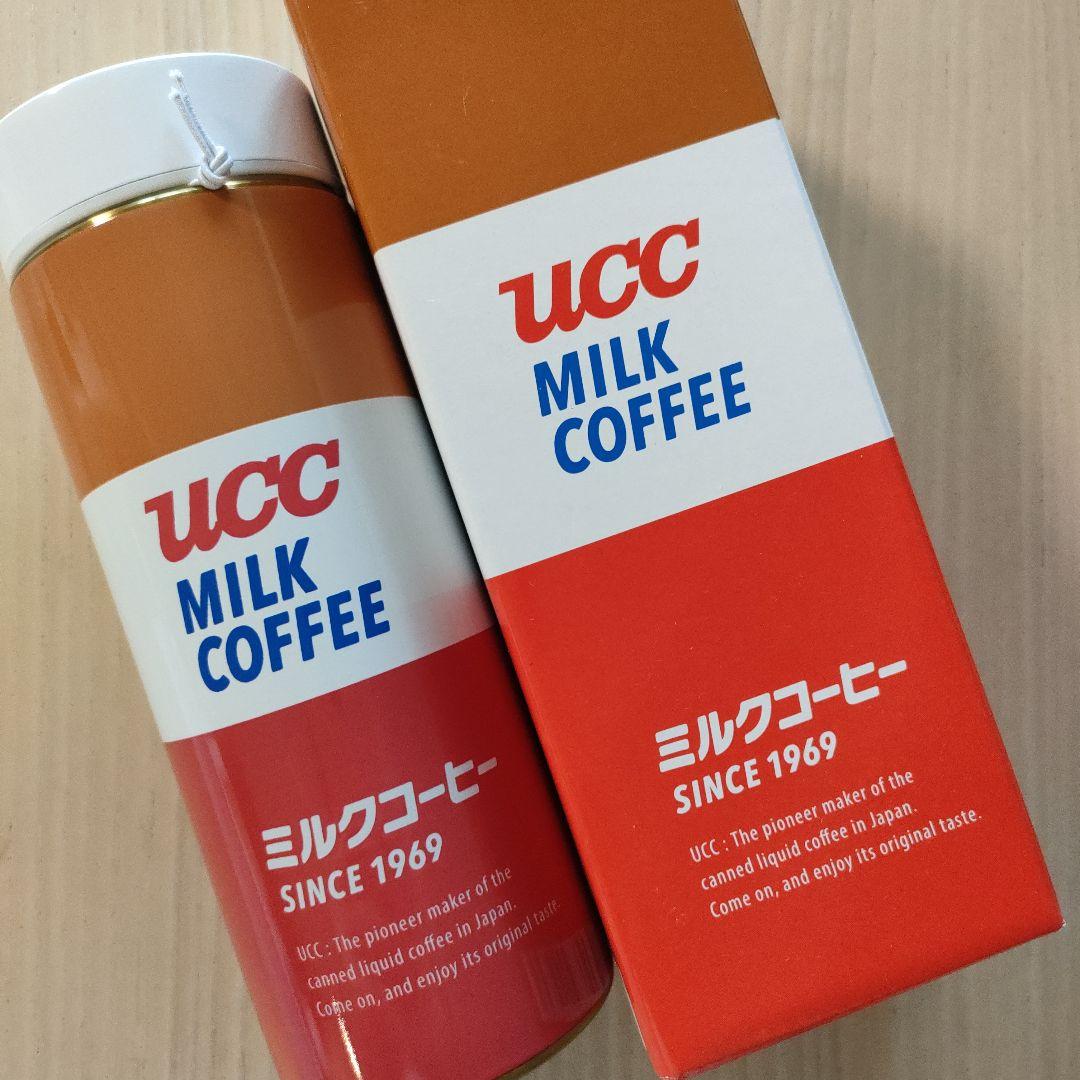 UCC
MILK
COFFEE
ミルクコーヒー
SINCE 1969
UCC : The pioneer maker of the
canned liquid coffee in Japan.
Come on, and enjoy its original taste.
UCC
MILK
COFFEE
ミルクコーヒー
SINCE 1969
UCC : The pioneer maker of the
canned liquid coffee in Japan.
Come on, and enjoy its original taste.